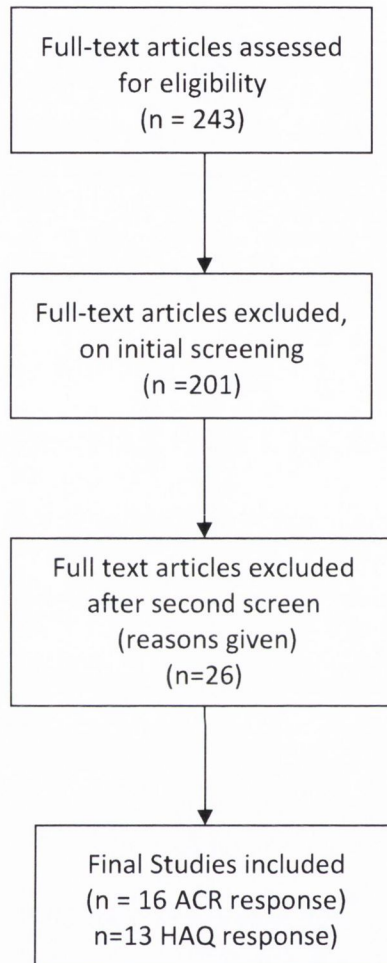 Full-text articles assessed
for eligibility
(n = 243)
Full-text articles excluded,
on initial screening
(n =201)
Full text articles excluded
after second screen
(reasons given)
(n=26)
Final Studies included
(n = 16 ACR response)
n=13 HAQ response)